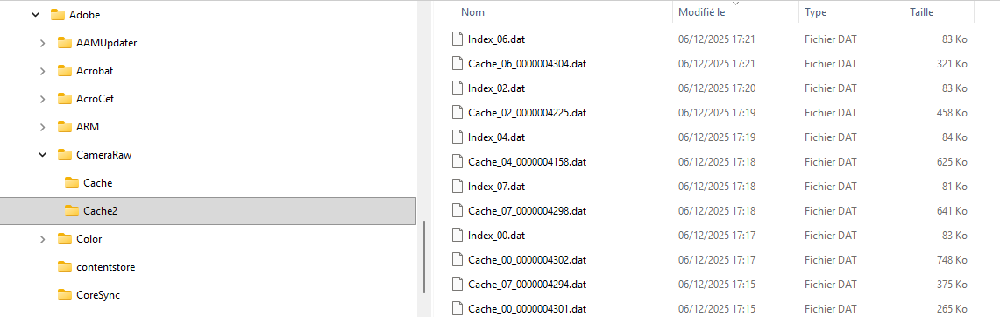 Adobe
AAMUpdater
Acrobat
AcroCef
ARM
CameraRaw
Cache
Cache2
Color
contentstore
CoreSync
Nom Modifié le Type Taille
Index_06.dat 06/12/2025 17:21 Fichier DAT 83 Ko
Cache_06_0000004304.dat 06/12/2025 17:21 Fichier DAT 321 Ko
Index_02.dat 06/12/2025 17:20 Fichier DAT 83 Ko
Cache_02_0000004225.dat 06/12/2025 17:19 Fichier DAT 458 Ko
Index_04.dat 06/12/2025 17:19 Fichier DAT 84 Ko
Cache_04_0000004158.dat 06/12/2025 17:18 Fichier DAT 625 Ko
Index_07.dat 06/12/2025 17:18 Fichier DAT 81 Ko
Cache_07_0000004298.dat 06/12/2025 17:18 Fichier DAT 641 Ko
Index_00.dat 06/12/2025 17:17 Fichier DAT 83 Ko
Cache_00_0000004302.dat 06/12/2025 17:17 Fichier DAT 748 Ko
Cache_07_0000004294.dat 06/12/2025 17:15 Fichier DAT 375 Ko
Cache_00_0000004301.dat 06/12/2025 17:15 Fichier DAT 265 Ko